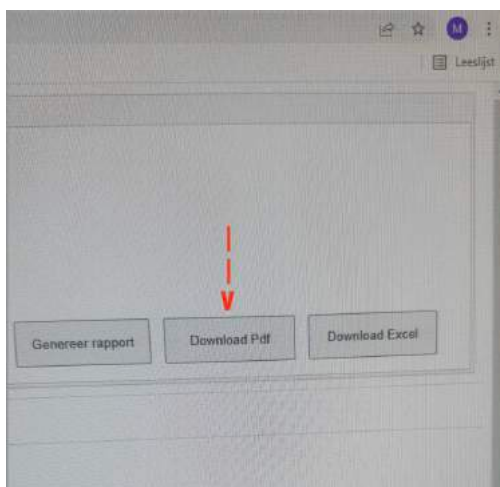 M
Leeslijst
Genereer rapport
Download Pdf
Download Excel